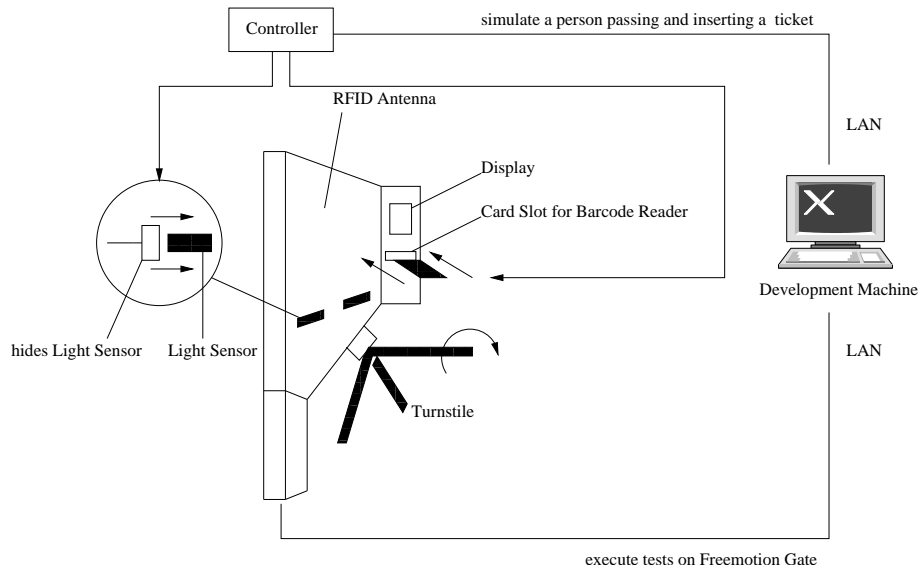 simulate a person passing and inserting a ticket
Controller
RFID Antenna
LAN
Display
Card Slot for Barcode Reader
Development Machine
hides Light Sensor
Light Sensor
LAN
Turnstile
execute tests on Freemotion Gate